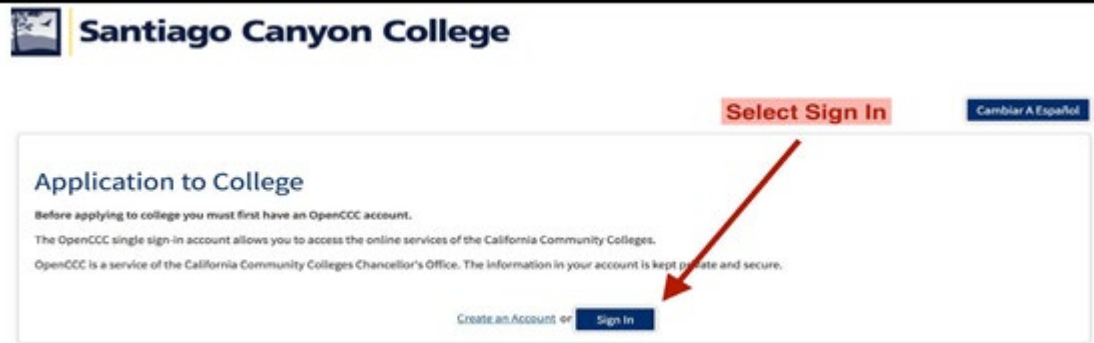 Santiago Canyon College
Select Sign In
Cambiar A Español
Application to College
Before applying to college you must first have an OpenCCC account.
The OpenCCC single sign-in account allows you to access the online services of the California Community Colleges.
OpenCCC is a service of the California Community Colleges Chancellor's Office. The information in your account is kept private and secure.
Create an Account or Sign In